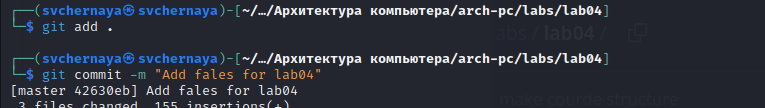 ┌──(svchernaya㉿svchernaya)-[~/…/Архитектура компьютера/arch-pc/labs/lab04]
└─$ git add .
┌──(svchernaya㉿svchernaya)-[~/…/Архитектура компьютера/arch-pc/labs/lab04]
└─$ git commit -m "Add fales for lab04"
[master 42630eb] Add fales for lab04
3 files changed, 155 insertions(+)